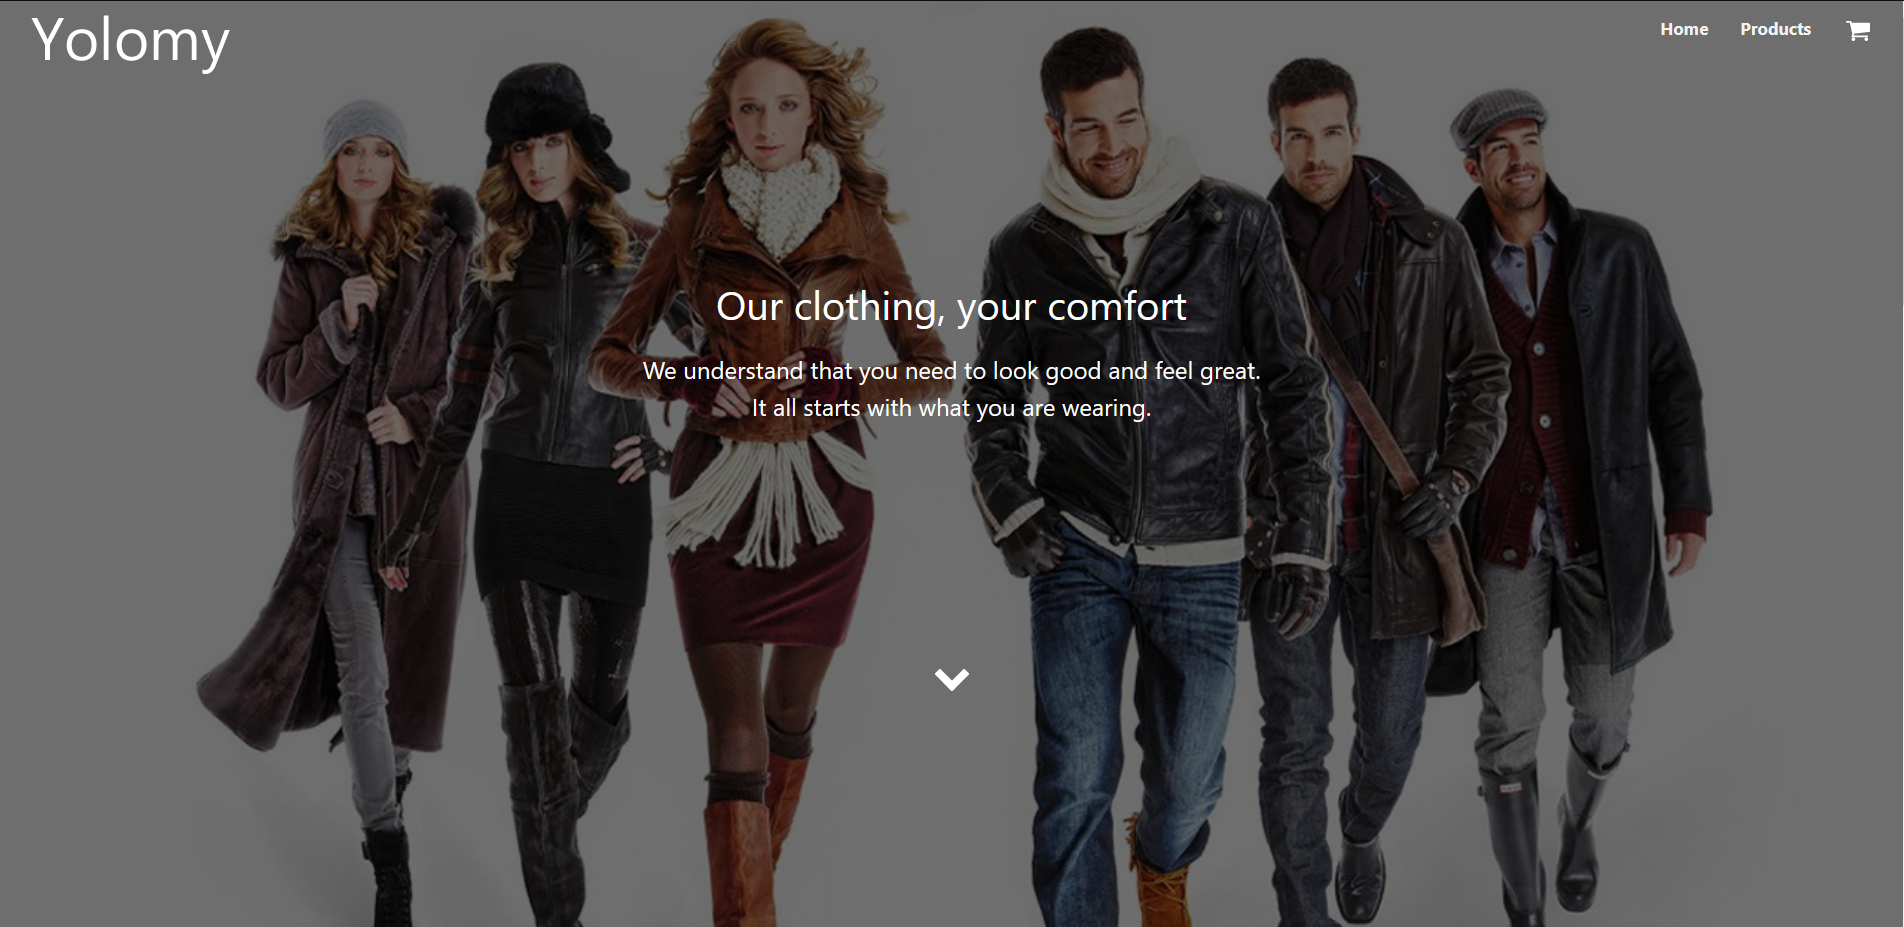 Yolomy
Home
Products
Our clothing, your comfort
We understand that you need to look good and feel great.
It all starts with what you are wearing.